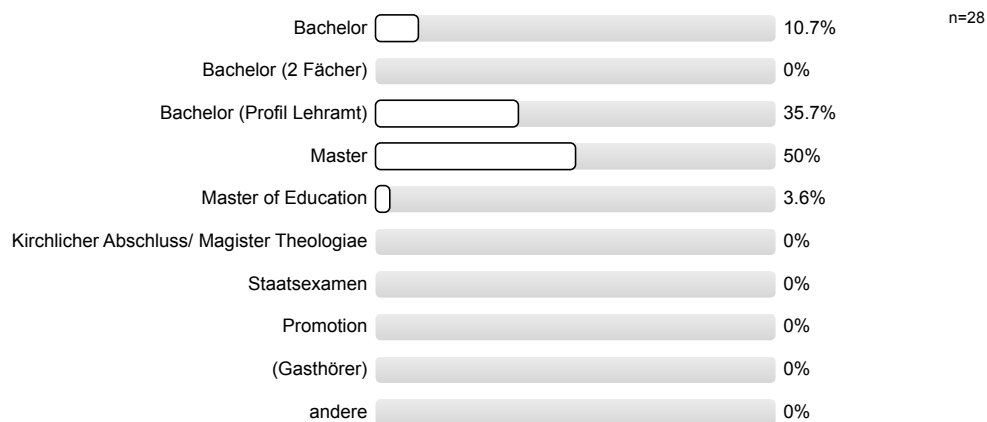 n=28
Bachelor 10.7%
Bachelor (2 Fächer) 0%
Bachelor (Profil Lehramt) 35.7%
Master 50%
Master of Education 3.6%
Kirchlicher Abschluss/ Magister Theologiae 0%
Staatsexamen 0%
Promotion 0%
(Gasthörer) 0%
andere 0%